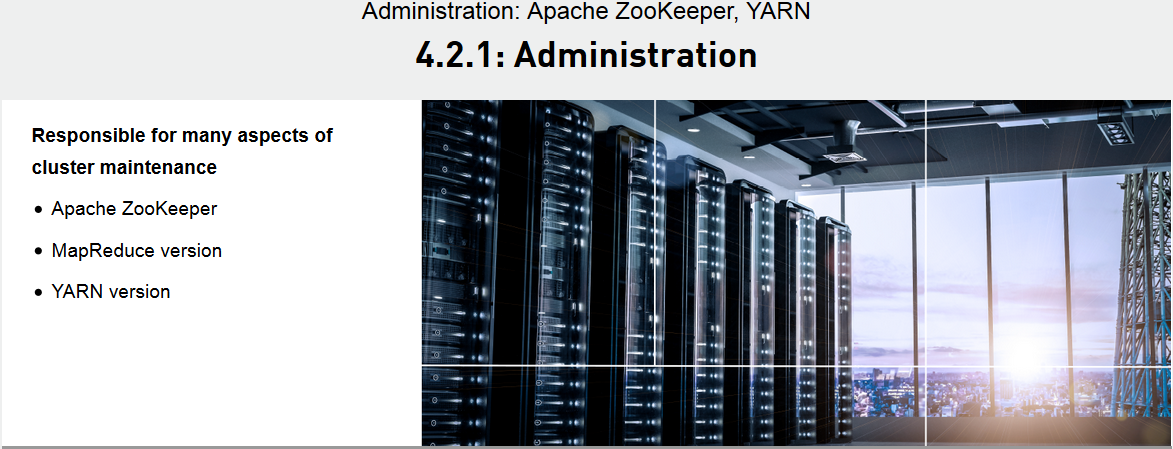 Administration: Apache ZooKeeper, YARN
4.2.1: Administration
Responsible for many aspects of
cluster maintenance
• Apache ZooKeeper
• MapReduce version
• YARN version